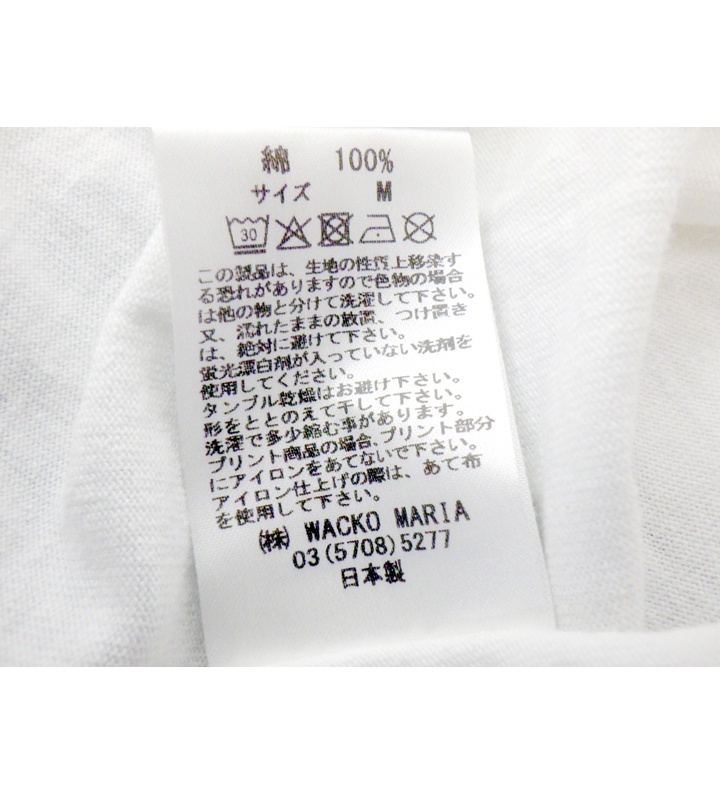 綿 100%
サイズ M
30
この製品は、生地の性質上移染す
る恐れがありますので色物の場合
は他の物と分けて洗濯して下さい。
又、濡れたままの放置、つけ置き
は、絶対に避けて下さい。
蛍光漂白剤が入っていない洗剤を
使用してください。
タンブル乾燥はお避け下さい。
形をととのえて干して下さい。
洗濯で多少縮む事があります。
プリント商品の場合、プリント部分
にアイロンをあてないで下さい。
アイロン仕上げの際は、あて布
を使用して下さい。
㈱ WACKO MARIA
03(5708)5277
日本製